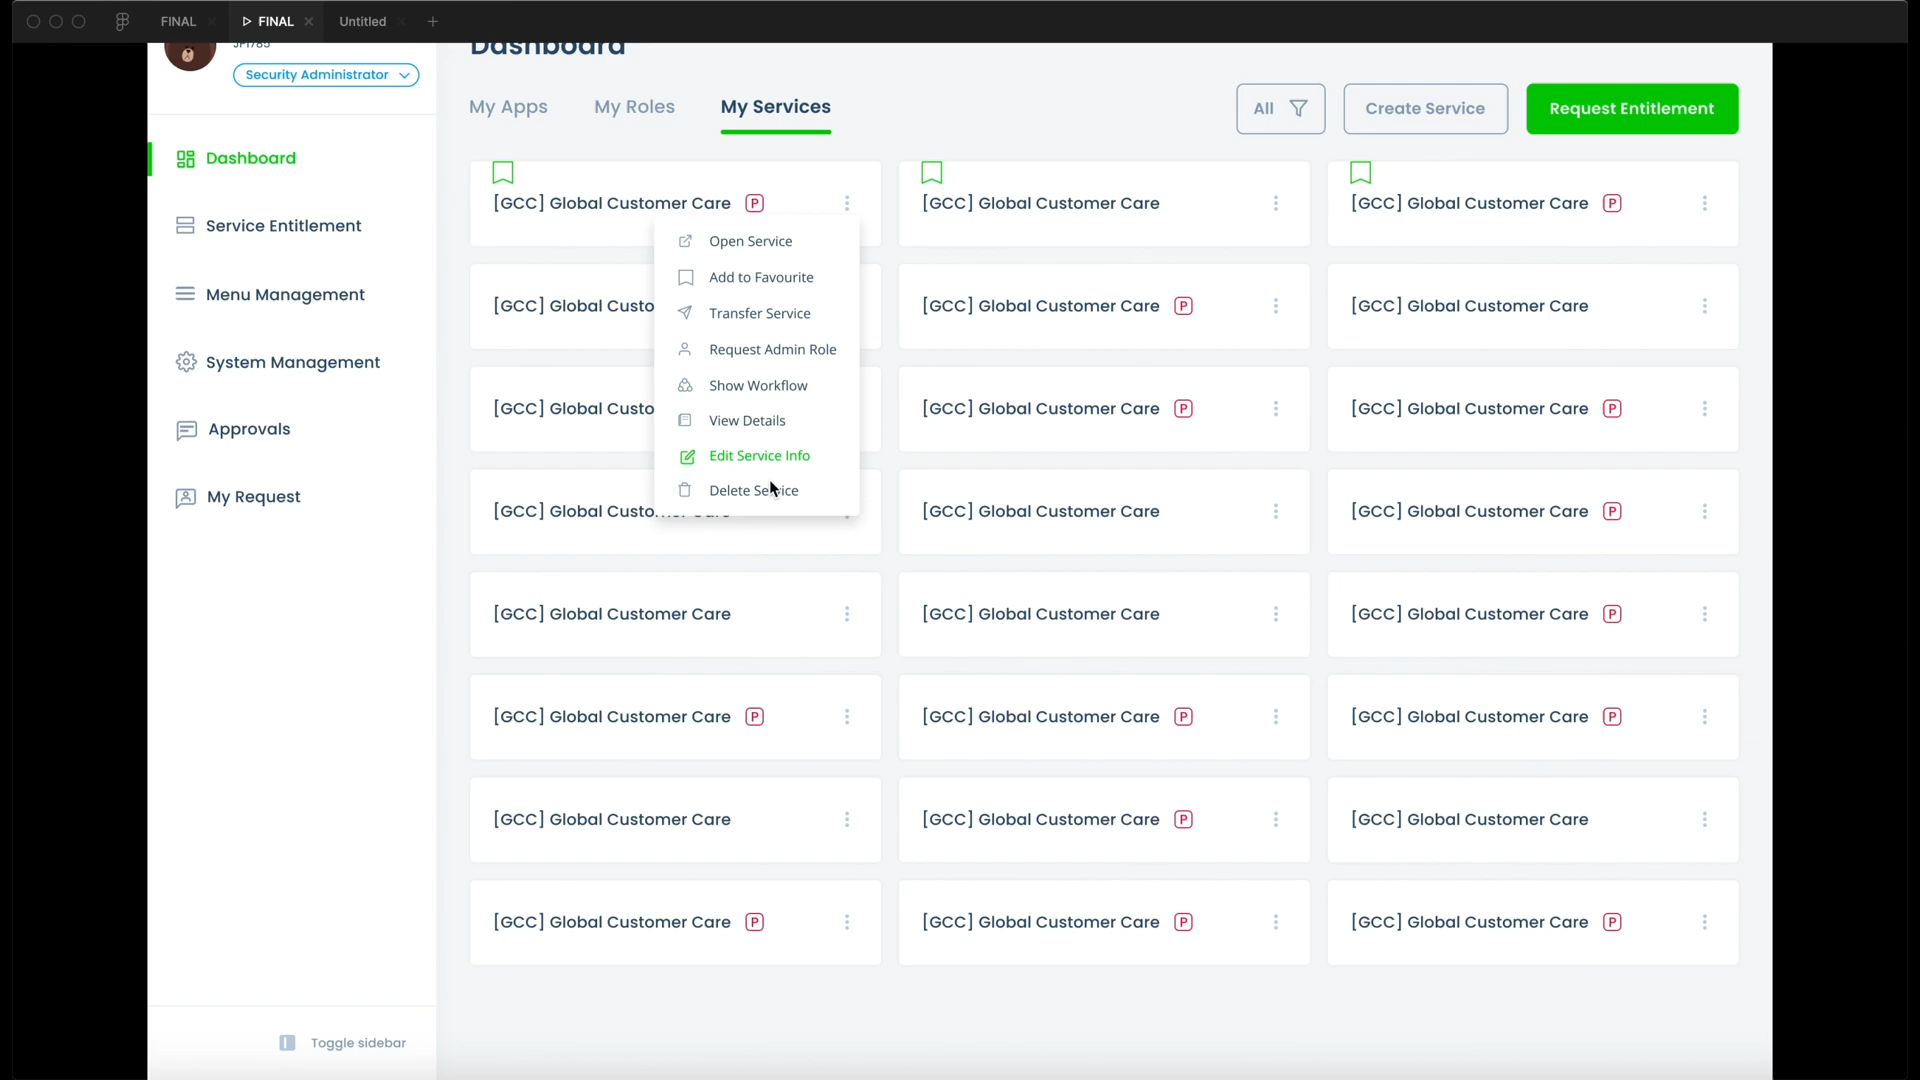 FINAL
FINAL
Untitled
JP1785
Security Administrator
Dashboard
Service Entitlement
Menu Management
System Management
Approvals
My Request
Toggle sidebar
Dashboard
My Apps
My Roles
My Services
All
Create Service
Request Entitlement
[GCC] Global Customer Care P
[GCC] Global Customer Care
[GCC] Global Customer Care P
Open Service
Add to Favourite
Transfer Service
Request Admin Role
Show Workflow
View Details
Edit Service Info
Delete Service
[GCC] Global Custo
[GCC] Global Customer Care P
[GCC] Global Customer Care
[GCC] Global Custo
[GCC] Global Customer Care P
[GCC] Global Customer Care P
[GCC] Global Customer Care
[GCC] Global Customer Care
[GCC] Global Customer Care P
[GCC] Global Customer Care
[GCC] Global Customer Care
[GCC] Global Customer Care P
[GCC] Global Customer Care P
[GCC] Global Customer Care P
[GCC] Global Customer Care P
[GCC] Global Customer Care
[GCC] Global Customer Care P
[GCC] Global Customer Care
[GCC] Global Customer Care P
[GCC] Global Customer Care P
[GCC] Global Customer Care P